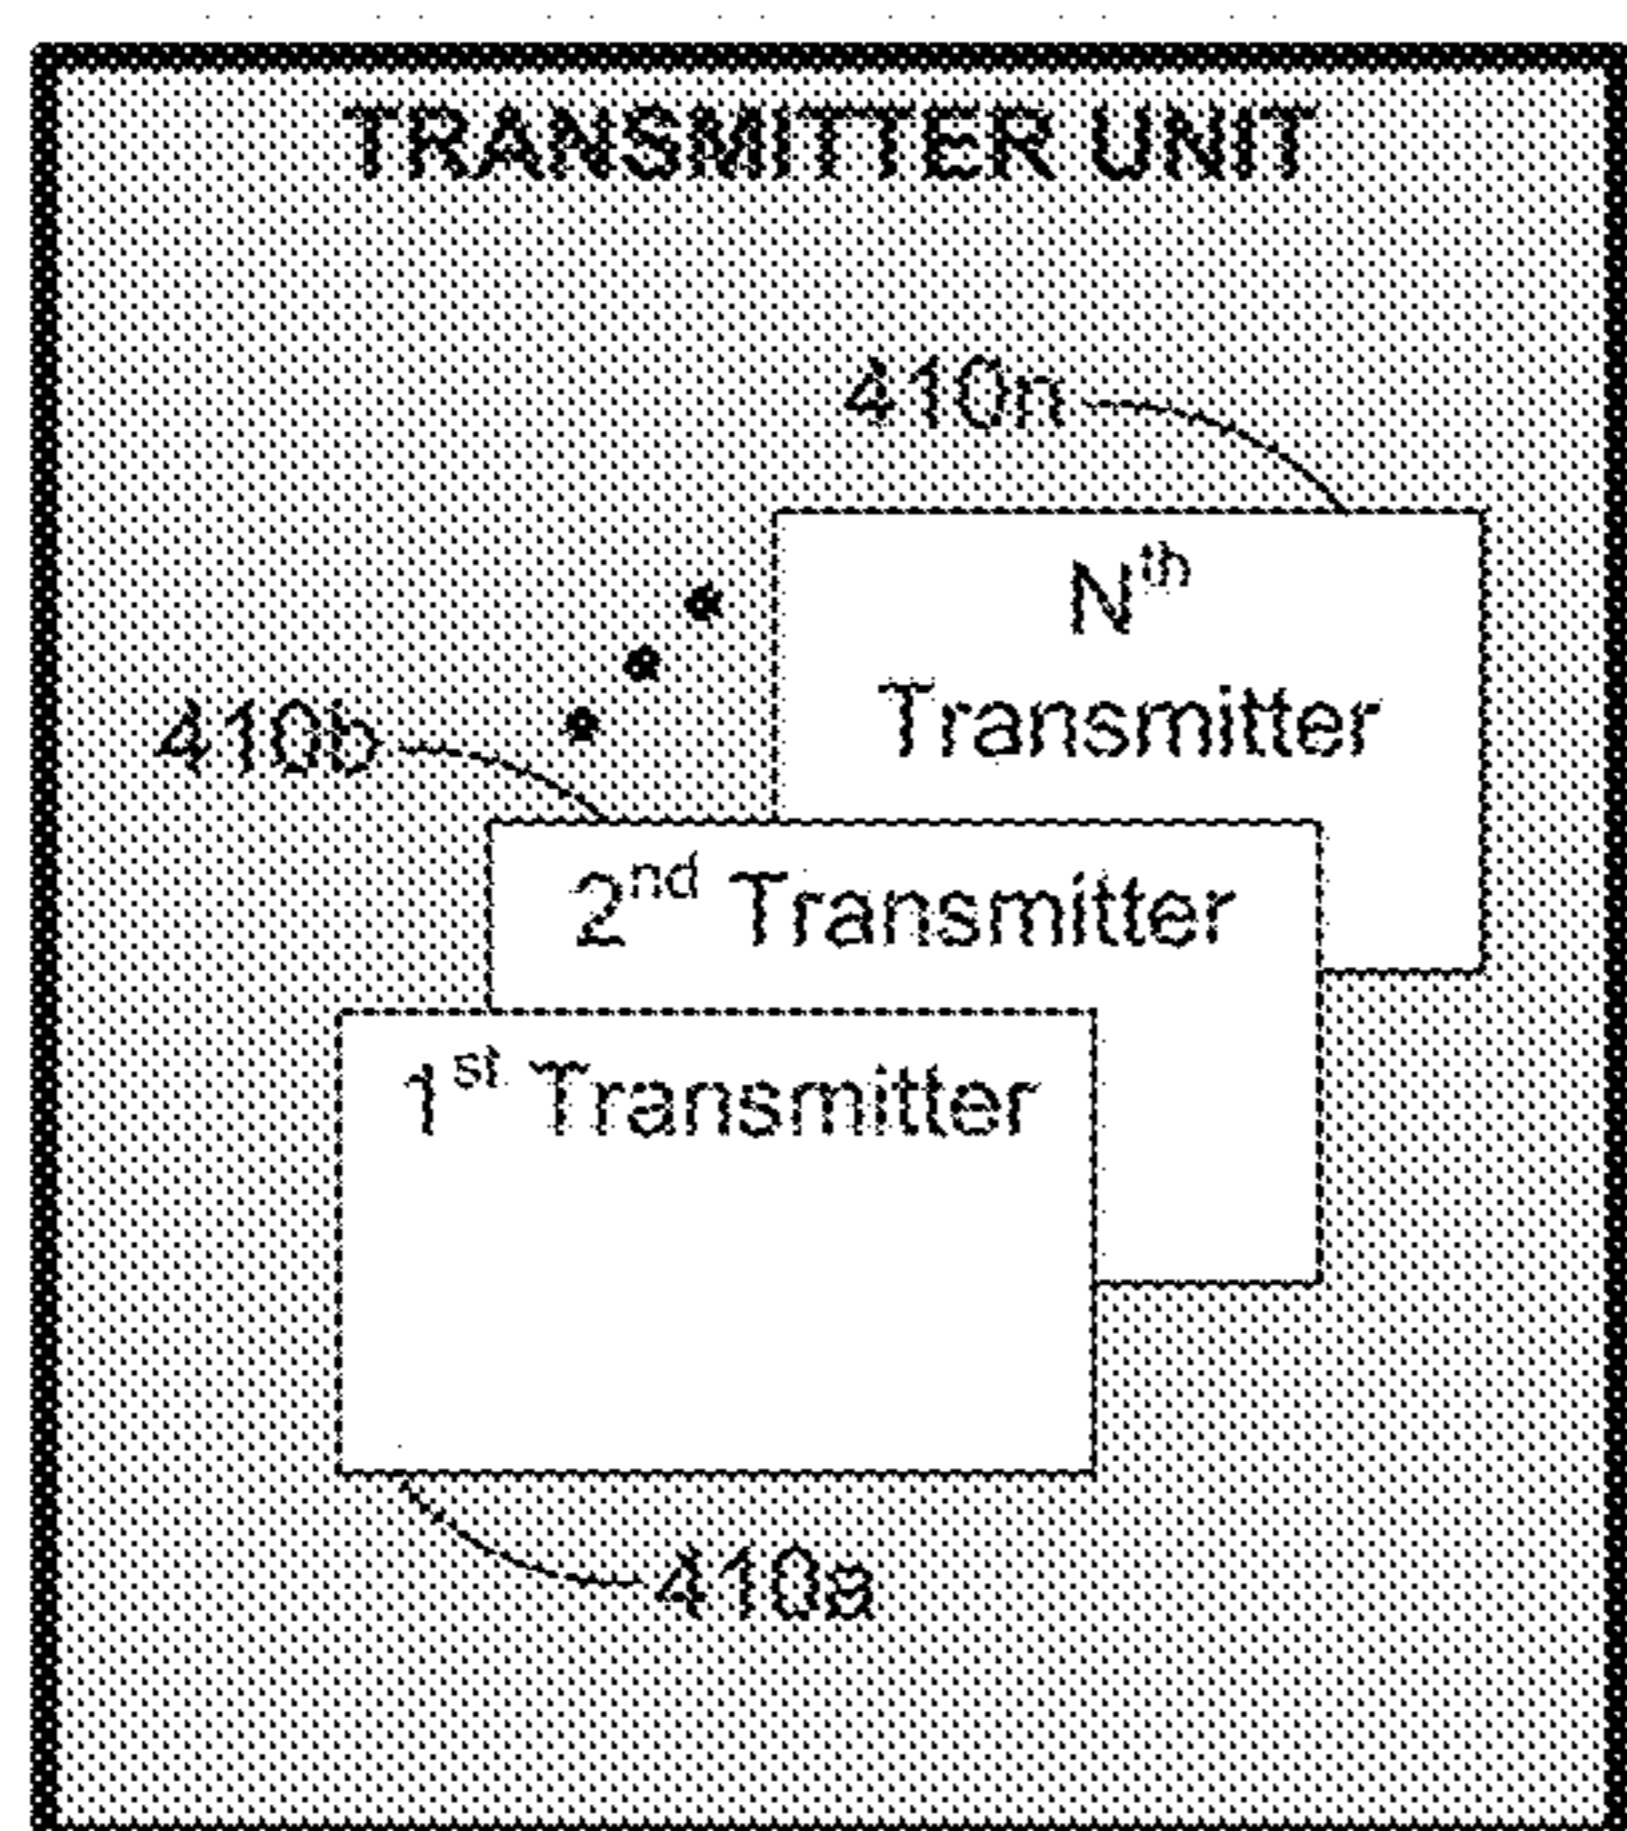 TRANSMITTER UNIT
410n
Nth
Transmitter
410b
2nd Transmitter
1st Transmitter
410a